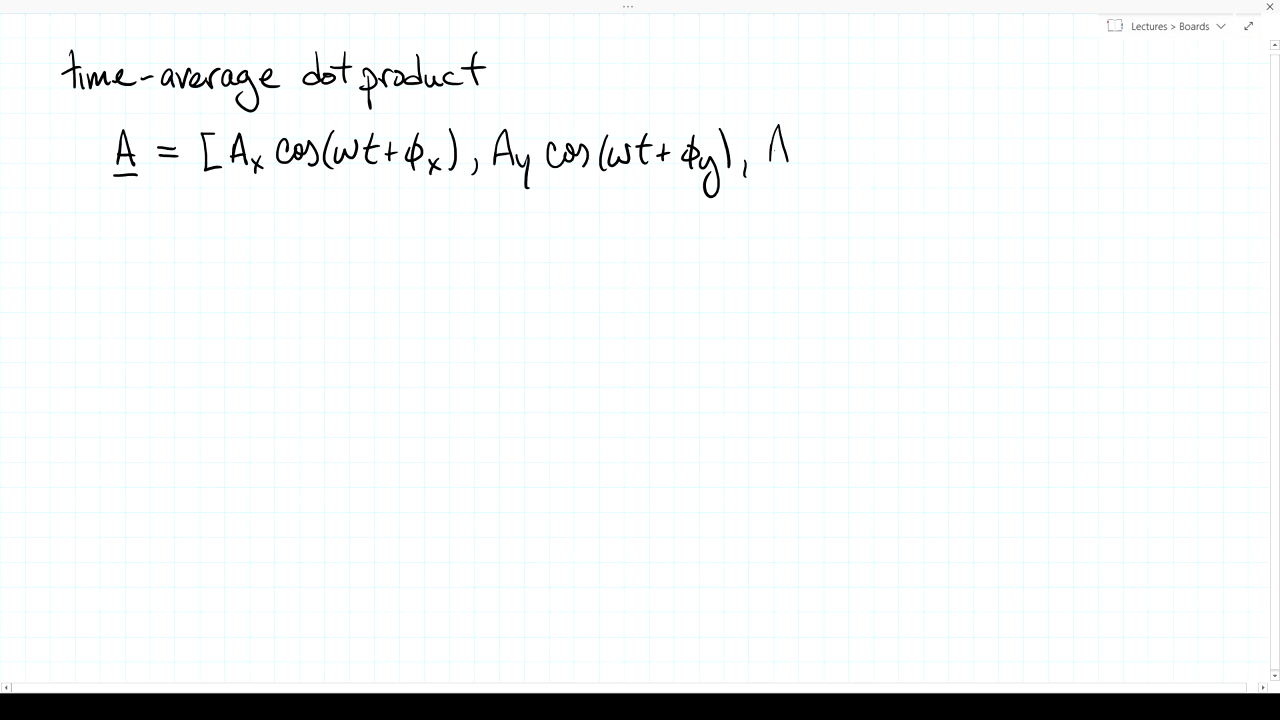 Lectures > Boards
time-average dot product
A = [Ax cos(ωt+ϕx), Ay cos(ωt+ϕy), A